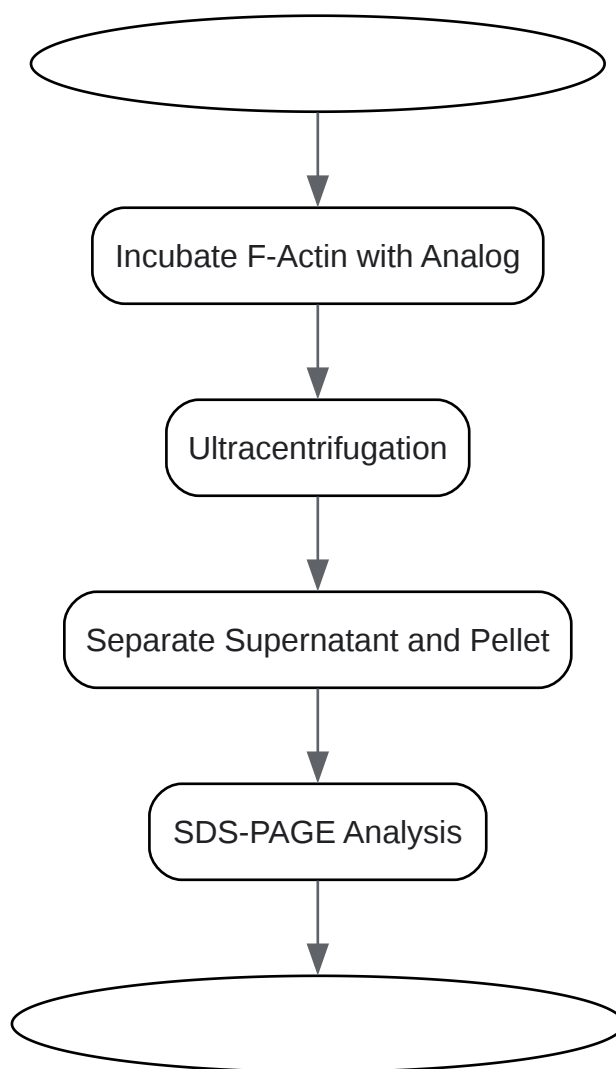 Incubate F-Actin with Analog
Ultracentrifugation
Separate Supernatant and Pellet
SDS-PAGE Analysis